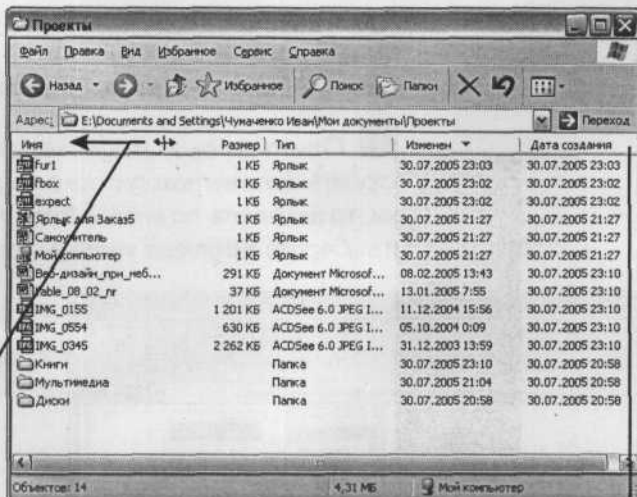 Проекты
Файл Правка Вид Избранное Сервис Справка
Назад Избранное Поиск Папки
Адрес: E:\Documents and Settings\Чумаченко Иван\Мои документы\Проекты Переход
Имя Размер Тип Изменен Дата создания
fur1 1 КБ Ярлык 30.07.2005 23:03 30.07.2005 23:03
fbox 1 КБ Ярлык 30.07.2005 23:02 30.07.2005 23:02
expect 1 КБ Ярлык 30.07.2005 23:02 30.07.2005 23:02
Ярлык для Заказ5 1 КБ Ярлык 30.07.2005 21:27 30.07.2005 21:27
Самоучитель 1 КБ Ярлык 30.07.2005 21:27 30.07.2005 21:27
Мой компьютер 1 КБ Ярлык 30.07.2005 21:27 30.07.2005 21:27
Веб-дизайн_при_неб... 291 КБ Документ Microsof... 08.02.2005 13:43 30.07.2005 23:10
table_08_02_nr 37 КБ Документ Microsof... 13.01.2005 7:55 30.07.2005 23:10
IMG_0155 1 201 КБ ACDSee 6.0 JPEG I... 11.12.2004 15:56 30.07.2005 23:10
IMG_0554 630 КБ ACDSee 6.0 JPEG I... 05.10.2004 0:09 30.07.2005 23:10
IMG_0345 2 262 КБ ACDSee 6.0 JPEG I... 31.12.2003 13:59 30.07.2005 23:10
Книги Папка 30.07.2005 23:10 30.07.2005 20:58
Мультимедиа Папка 30.07.2005 21:04 30.07.2005 20:58
Диски Папка 30.07.2005 20:58 30.07.2005 20:58
Объектов: 14 4,31 МБ Мой компьютер